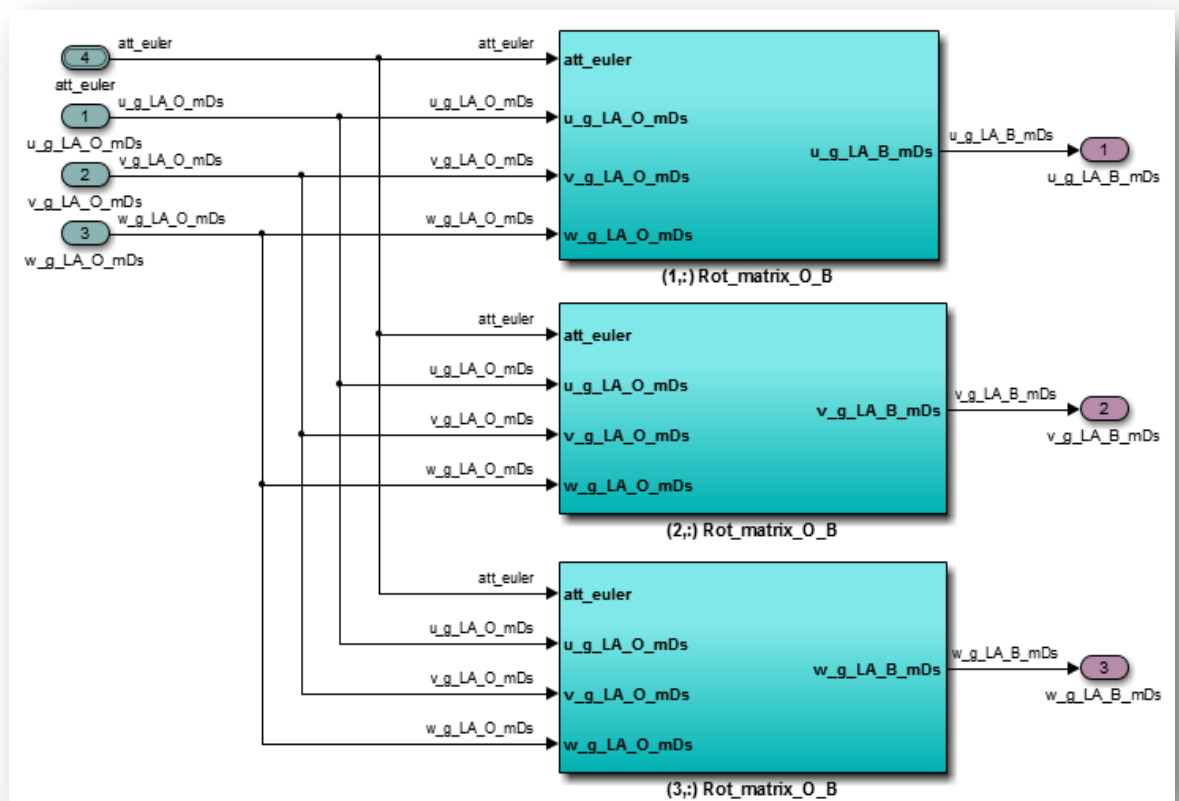 att_euler
att_euler
4
att_euler
att_euler
u_g_LA_O_mDs
u_g_LA_O_mDs
1
u_g_LA_O_mDs
u_g_LA_O_mDs
v_g_LA_O_mDs
v_g_LA_O_mDs
2
v_g_LA_O_mDs
v_g_LA_O_mDs
w_g_LA_O_mDs
w_g_LA_O_mDs
3
w_g_LA_O_mDs
w_g_LA_O_mDs
u_g_LA_B_mDs
u_g_LA_B_mDs
1
u_g_LA_B_mDs
(1,:) Rot_matrix_O_B
att_euler
att_euler
u_g_LA_O_mDs
u_g_LA_O_mDs
v_g_LA_O_mDs
v_g_LA_O_mDs
w_g_LA_O_mDs
w_g_LA_O_mDs
v_g_LA_B_mDs
v_g_LA_B_mDs
2
v_g_LA_B_mDs
(2,:) Rot_matrix_O_B
att_euler
att_euler
u_g_LA_O_mDs
u_g_LA_O_mDs
v_g_LA_O_mDs
v_g_LA_O_mDs
w_g_LA_O_mDs
w_g_LA_O_mDs
w_g_LA_B_mDs
w_g_LA_B_mDs
3
w_g_LA_B_mDs
(3,:) Rot_matrix_O_B